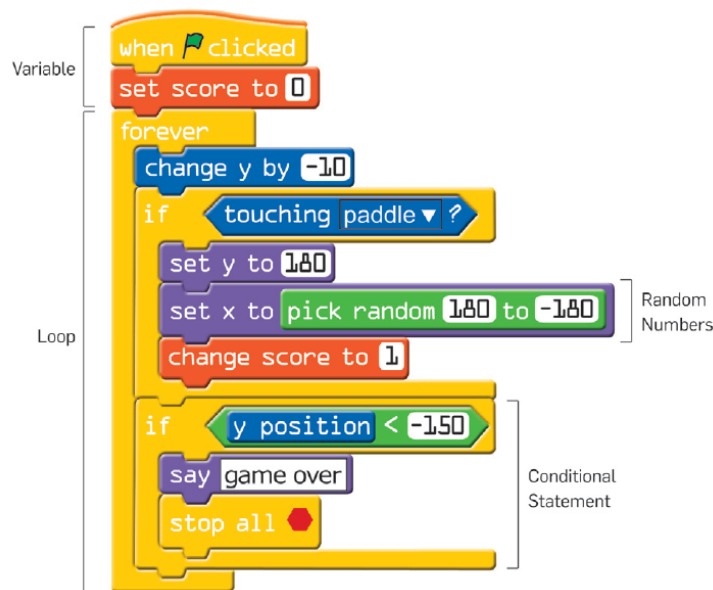 when clicked
Variable
set score to 0
forever
change y by -10
if touching paddle ?
set y to 180
set x to pick random 180 to -180
Random
Numbers
Loop
change score to 1
if y position < -150
say game over
Conditional
Statement
stop all